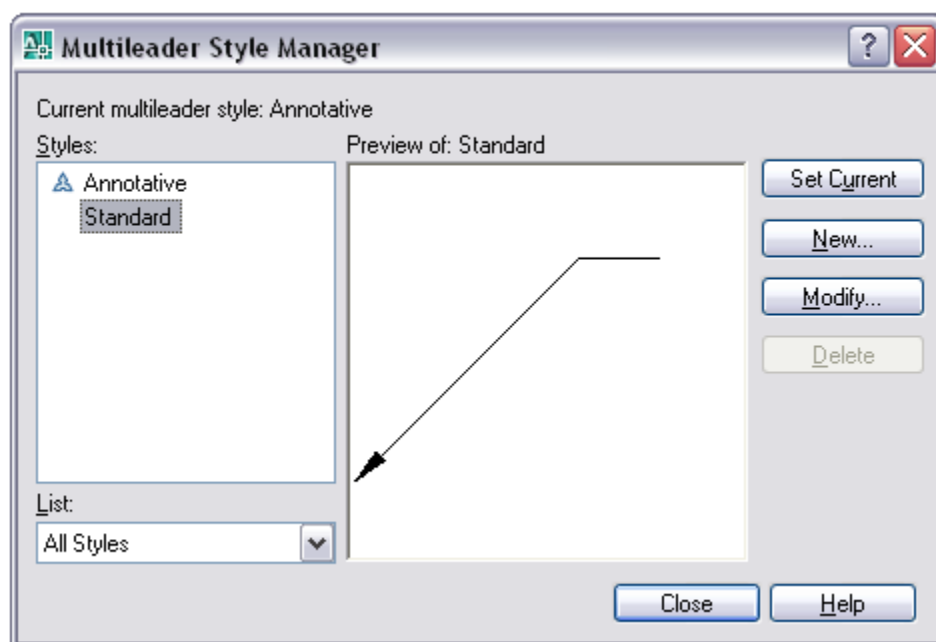 Multileader Style Manager
Current multileader style: Annotative
Styles:
Preview of: Standard
Annotative
Standard
Set Current
New...
Modify...
Delete
List:
All Styles
Close
Help